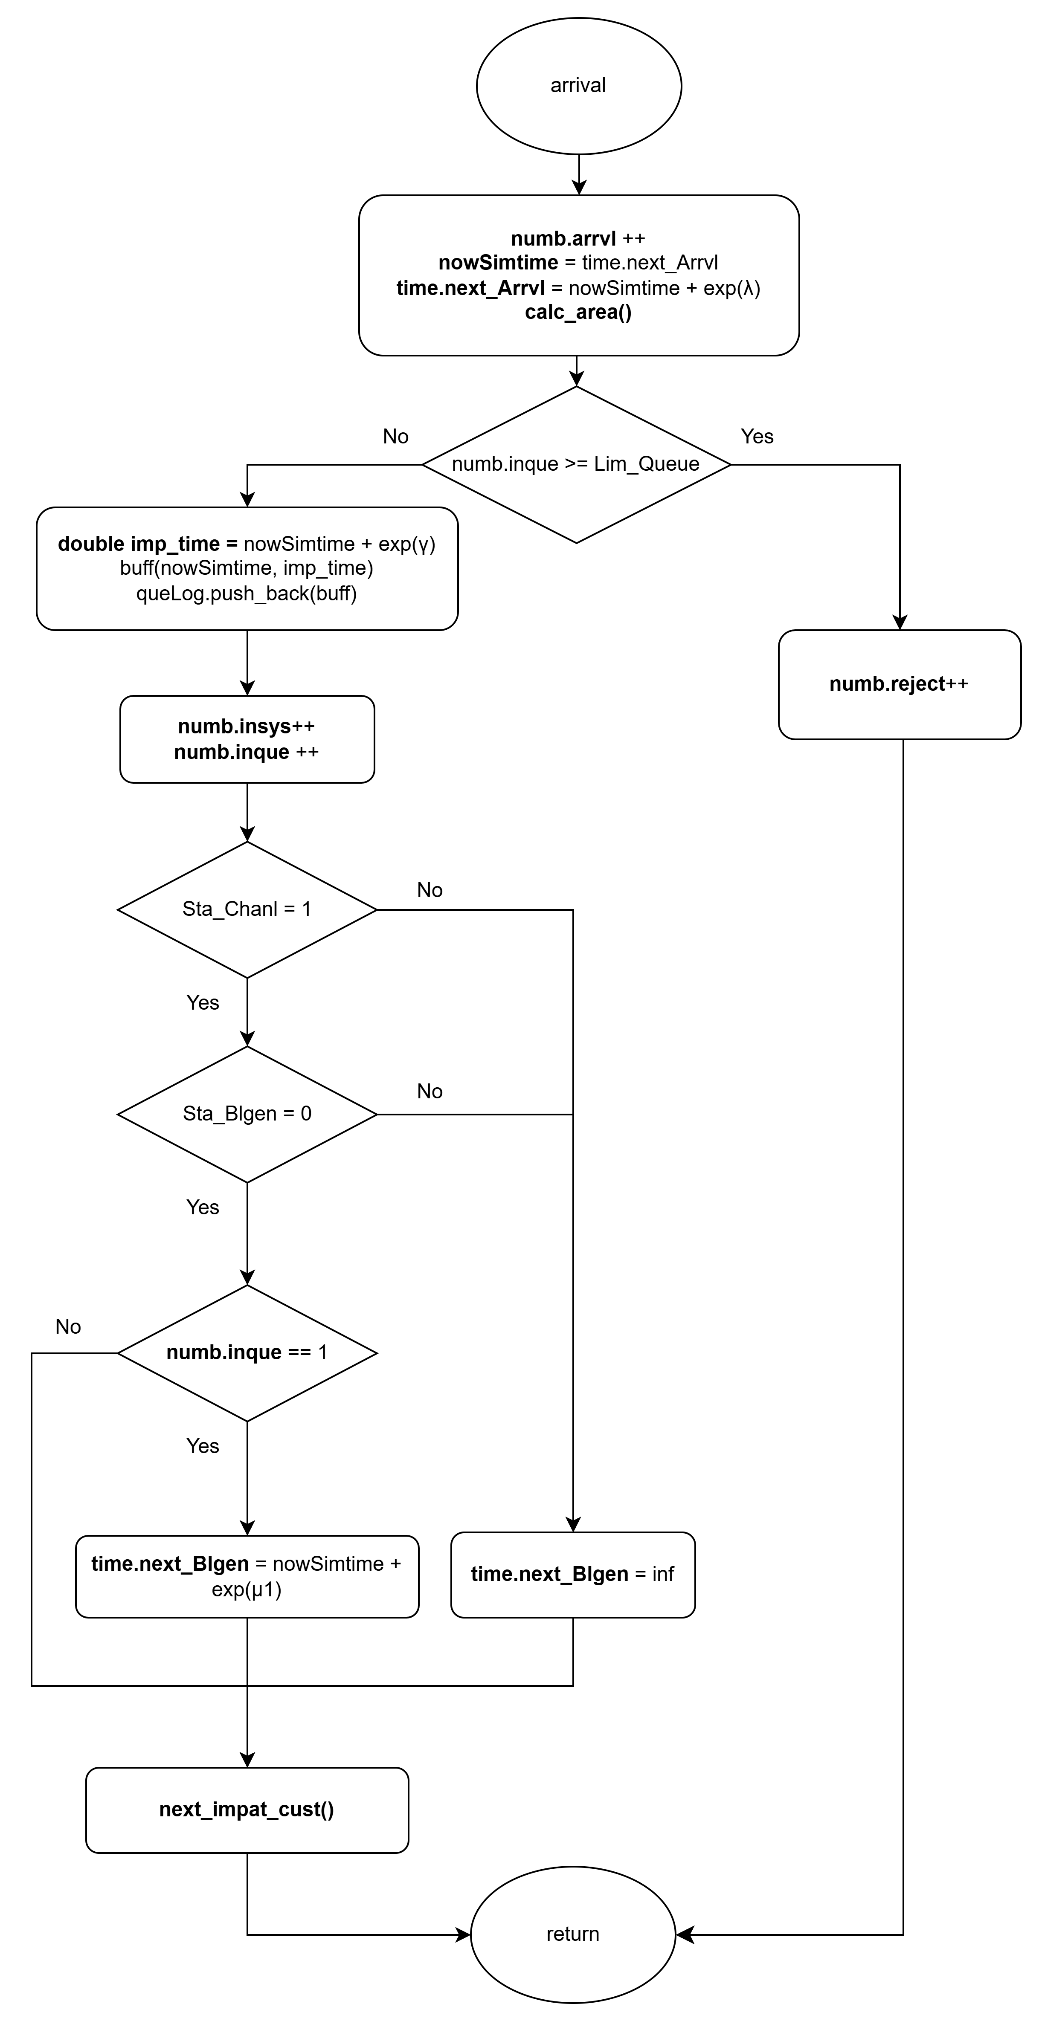 arrival
numb.arrvl ++
nowSimtime = time.next_Arrvl
time.next_Arrvl = nowSimtime + exp(λ)
calc_area()
No
Yes
numb.inque >= Lim_Queue
double imp_time = nowSimtime + exp(γ)
buff(nowSimtime, imp_time)
queLog.push_back(buff)
numb.reject++
numb.insys++
numb.inque ++
No
Sta_Chanl = 1
Yes
No
Sta_Blgen = 0
Yes
No
numb.inque == 1
Yes
time.next_Blgen = nowSimtime +
exp(μ1)
time.next_Blgen = inf
next_impat_cust()
return